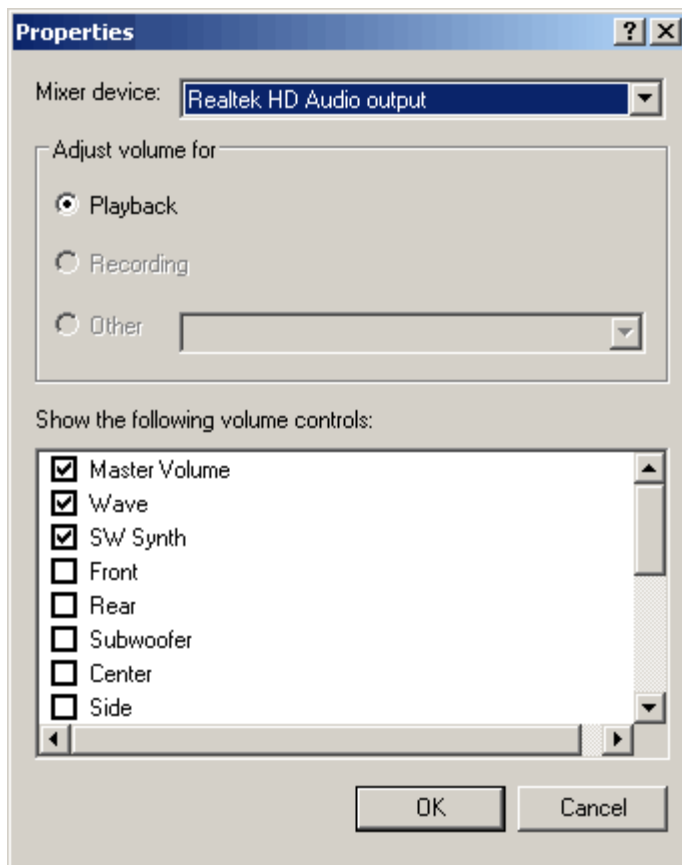 Properties
Mixer device: Realtek HD Audio output
Adjust volume for
Playback
Recording
Other
Show the following volume controls:
Master Volume
Wave
SW Synth
Front
Rear
Subwoofer
Center
Side
OK Cancel